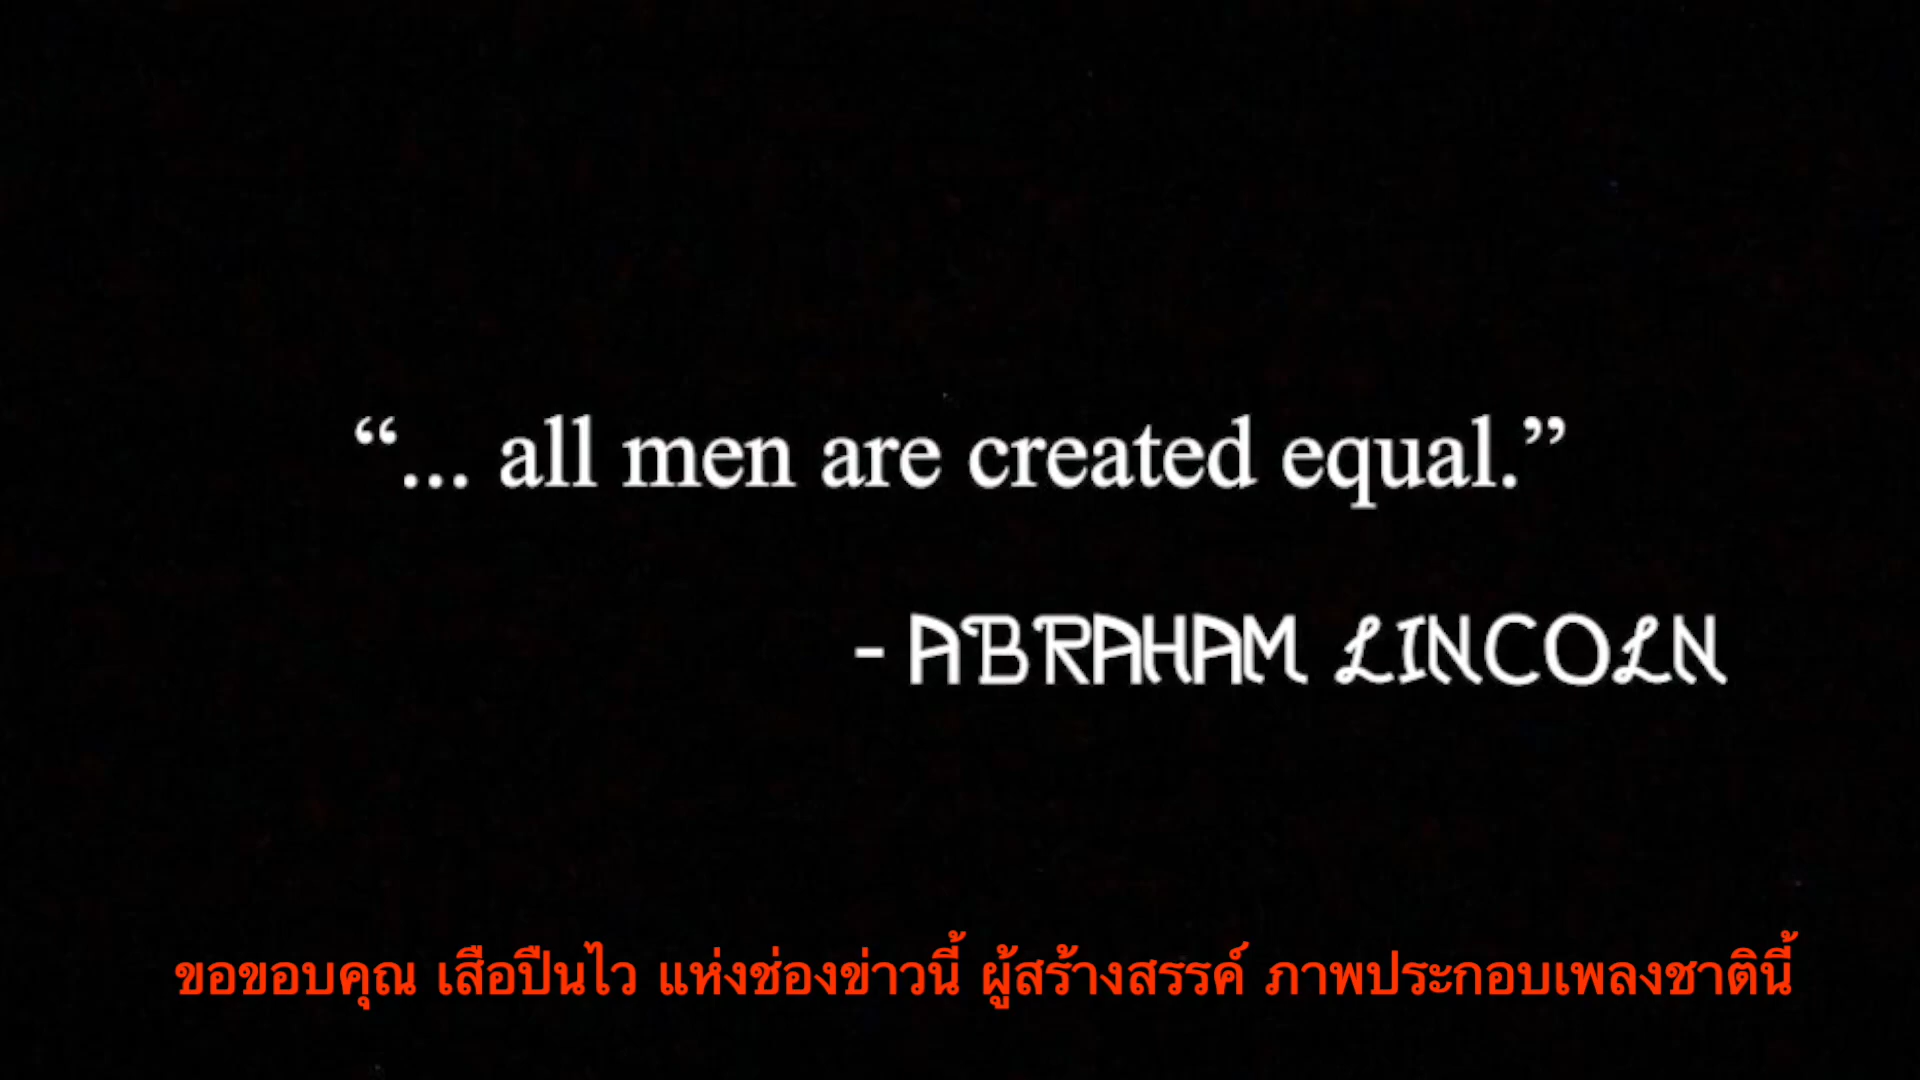 “... all men are created equal.”
- ABRAHAM LINCOLN
ขอขอบคุณ เสือปืนไว แห่งช่องข่าวนี้ ผู้สร้างสรรค์ ภาพประกอบเพลงชาตินี้